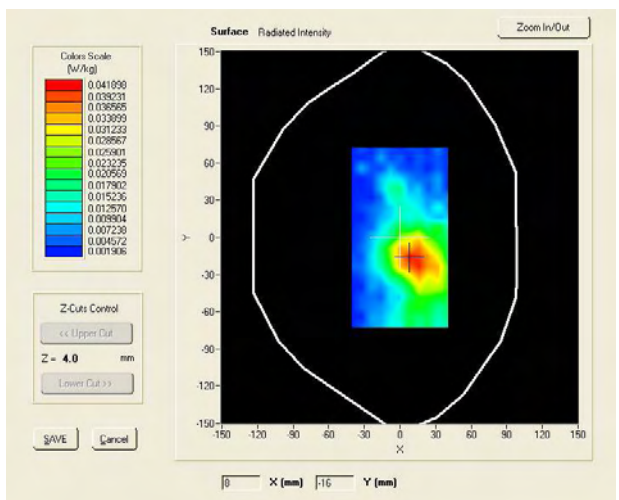 Surface Radiated Intensity
Zoom In/Out
Colors Scale
(W/kg)
0.041898
0.039231
0.036565
0.033899
0.031233
0.028567
0.025901
0.023235
0.020569
0.017902
0.015236
0.012570
0.009904
0.007238
0.004572
0.001906
Z-Cuts Control
<< Upper Cut
Z = 4.0 mm
Lower Cut >>
SAVE Cancel
150-
120-
90-
60-
30-
Y 0-
-30-
-60-
-90-
-120-
-150-
-150 -120 -90 -60 -30 0 30 60 90 120 150
X
8 X (mm) -16 Y (mm)